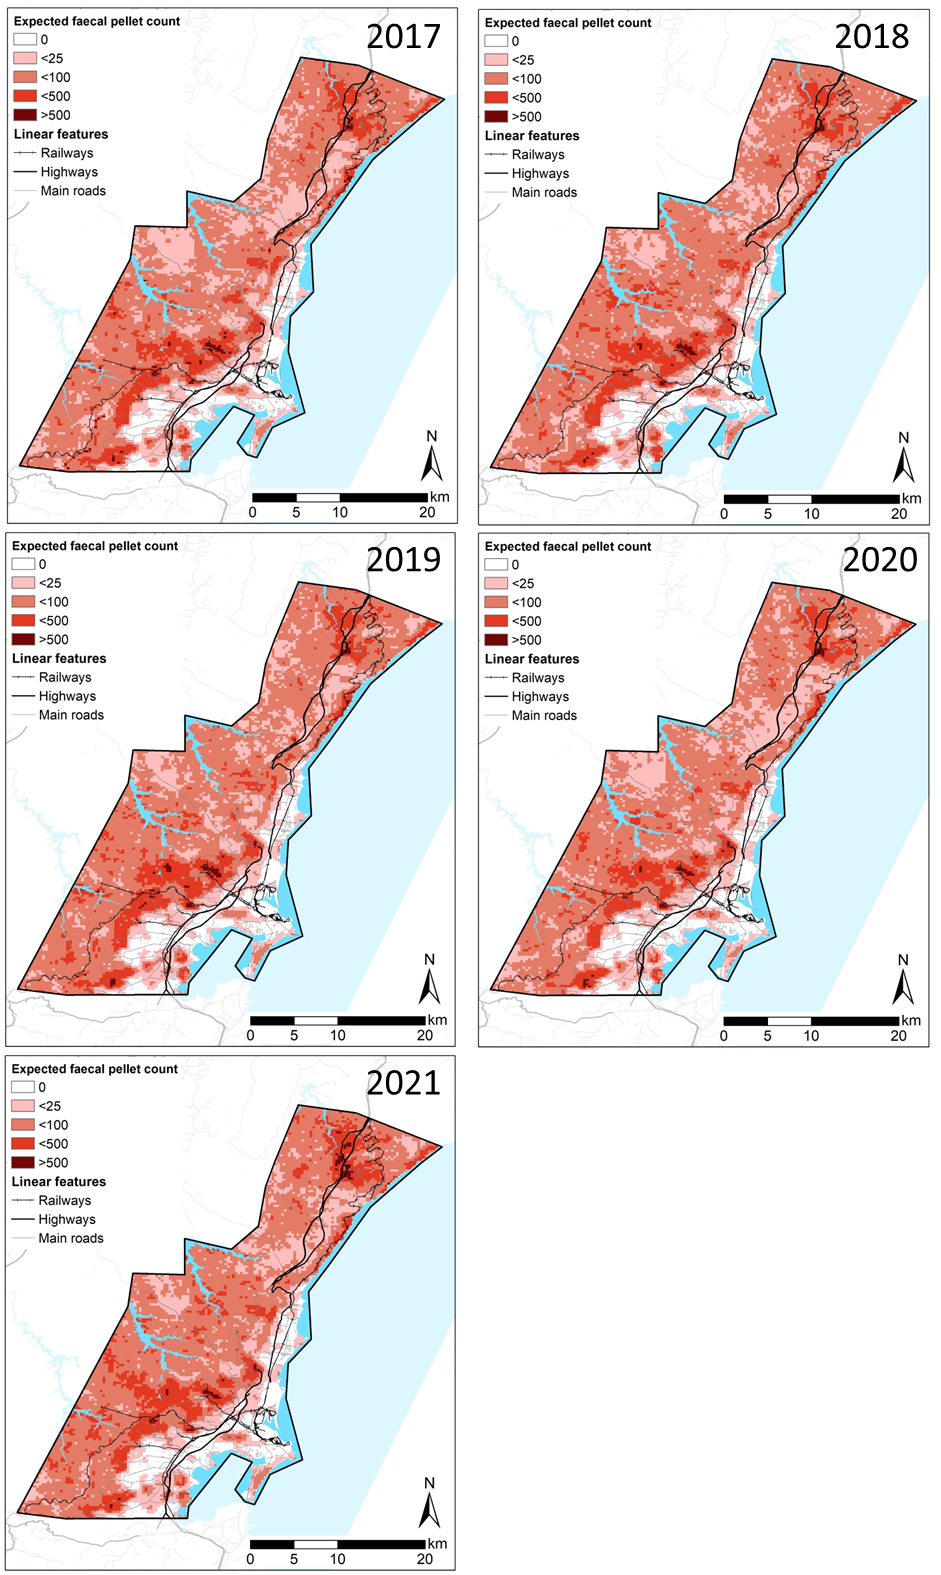 Expected faecal pellet count
2017
0
<25
<100
<500
>500
Linear features
Railways
Highways
Main roads
N
km
0 5 10 20
Expected faecal pellet count
2018
0
<25
<100
<500
>500
Linear features
Railways
Highways
Main roads
N
km
0 5 10 20
Expected faecal pellet count
2019
0
<25
<100
<500
>500
Linear features
Railways
Highways
Main roads
N
km
0 5 10 20
Expected faecal pellet count
2020
0
<25
<100
<500
>500
Linear features
Railways
Highways
Main roads
N
km
0 5 10 20
Expected faecal pellet count
2021
0
<25
<100
<500
>500
Linear features
Railways
Highways
Main roads
N
km
0 5 10 20